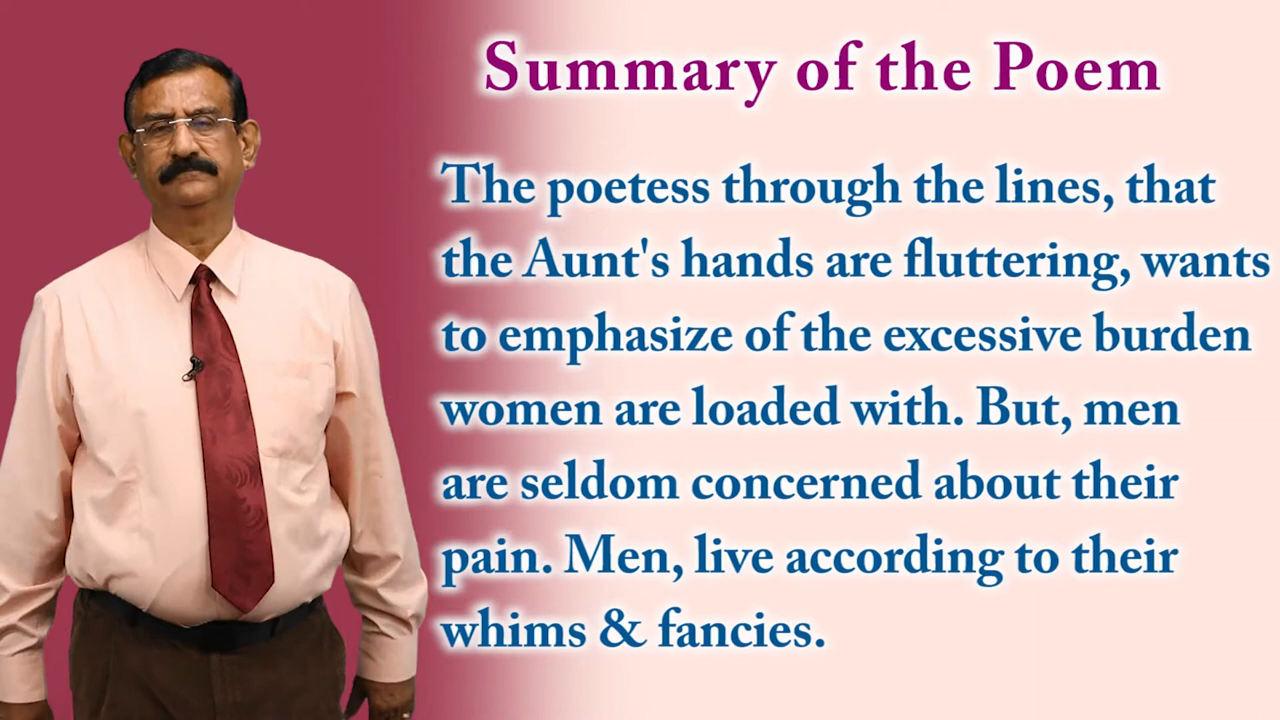 Summary of the Poem
The poetess through the lines, that
the Aunt's hands are fluttering, wants
to emphasize of the excessive burden
women are loaded with. But, men
are seldom concerned about their
pain. Men, live according to their
whims & fancies.